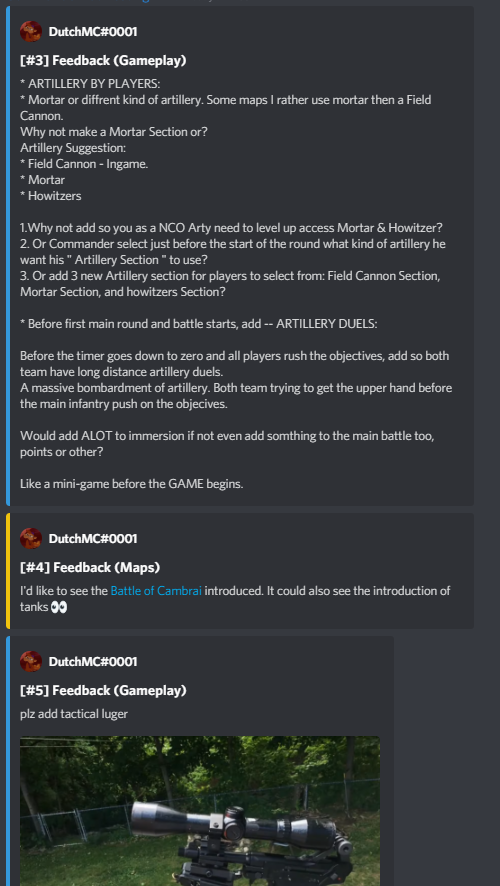 DutchMC#0001
[#3] Feedback (Gameplay)
* ARTILLERY BY PLAYERS:
* Mortar or diffrent kind of artillery. Some maps I rather use mortar then a Field
Cannon.
Why not make a Mortar Section or?
Artillery Suggestion:
* Field Cannon - Ingame.
* Mortar
* Howitzers
1.Why not add so you as a NCO Arty need to level up access Mortar & Howitzer?
2. Or Commander select just before the start of the round what kind of artillery he
want his " Artillery Section " to use?
3. Or add 3 new Artillery section for players to select from: Field Cannon Section,
Mortar Section, and howitzers Section?
* Before first main round and battle starts, add -- ARTILLERY DUELS:
Before the timer goes down to zero and all players rush the objectives, add so both
team have long distance artillery duels.
A massive bombardment of artillery. Both team trying to get the upper hand before
the main infantry push on the objecives.
Would add ALOT to immersion if not even add somthing to the main battle too,
points or other?
Like a mini-game before the GAME begins.
DutchMC#0001
[#4] Feedback (Maps)
I'd like to see the Battle of Cambrai introduced. It could also see the introduction of
tanks 👀
DutchMC#0001
[#5] Feedback (Gameplay)
plz add tactical luger